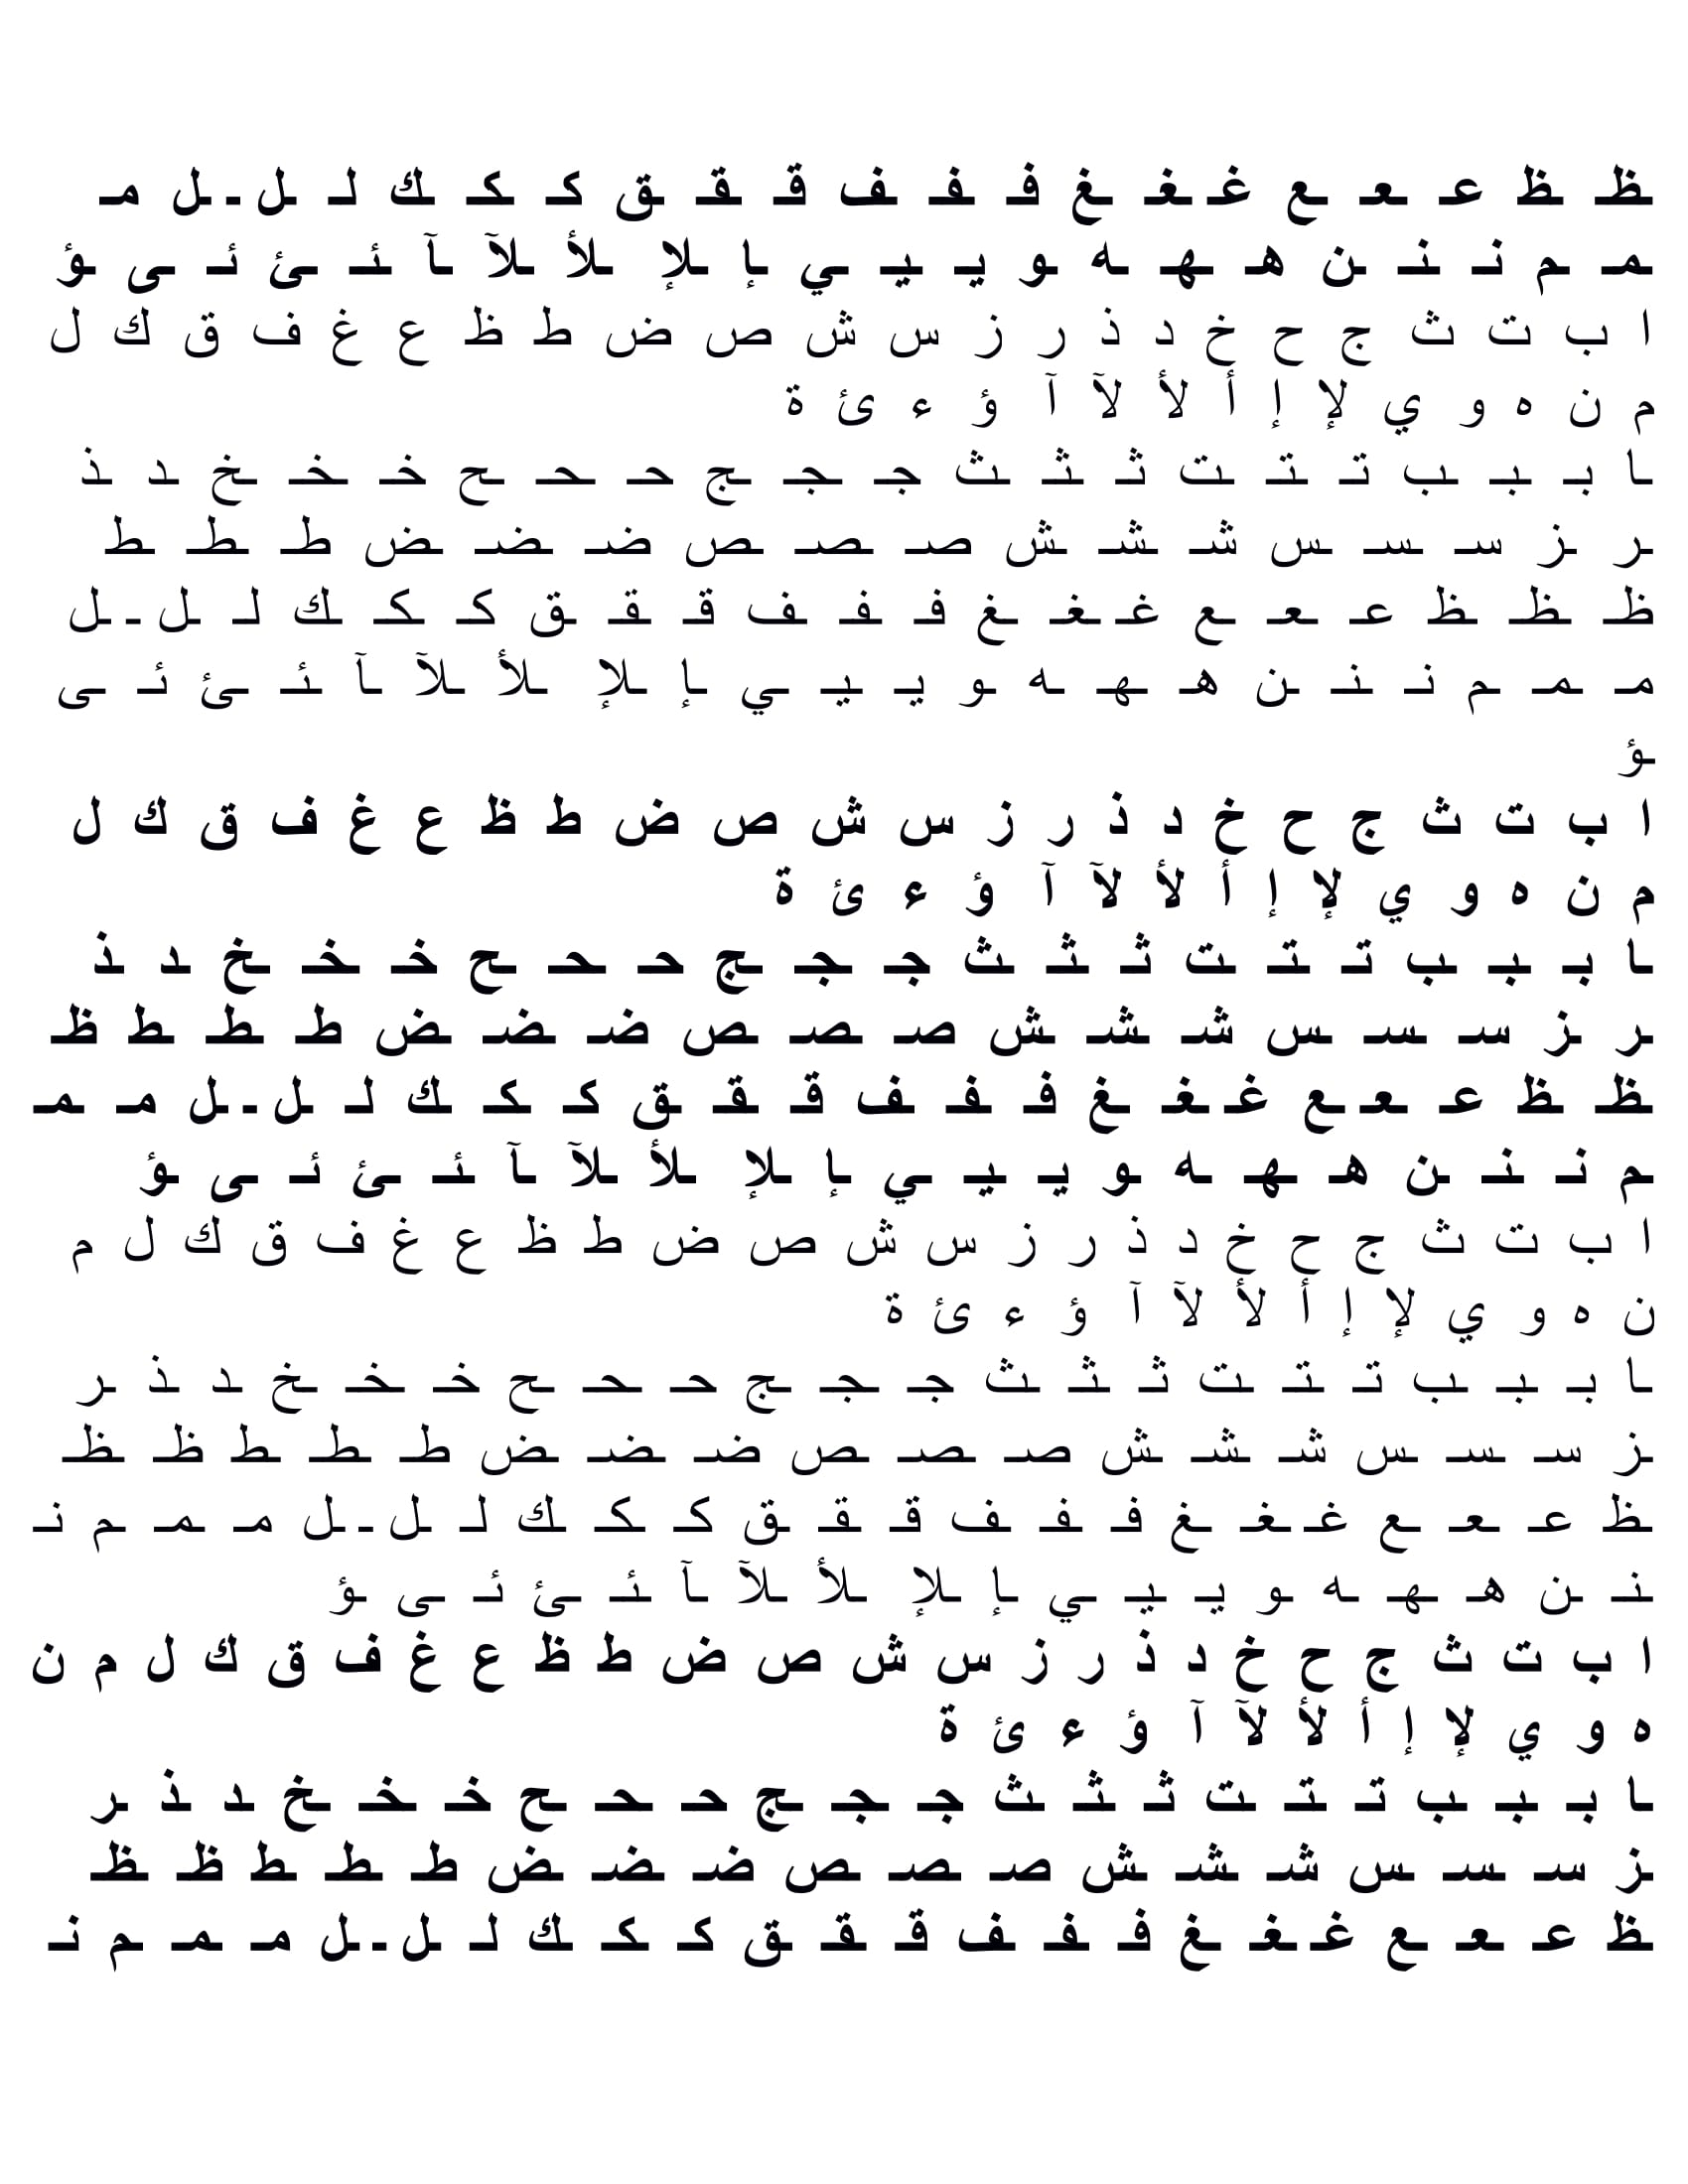 ـظـ ـظ عـ ـعـ ـع غـ ـغـ ـغ فـ ـفـ ـف قـ ـقـ ـق كـ ـكـ ـك لـ ـل ـ ـل مـ
ـمـ ـم نـ ـنـ ـن هـ ـهـ ـه ـو يـ ـيـ ـي ـإ ـلإ ـلأ ـلآ ـآ ـئـ ـئ ئـ ـى ـؤ
ا ب ت ث ج ح خ د ذ ر ز س ش ص ض ط ظ ع غ ف ق ك ل
م ن ه و ي لإ إ أ لأ لآ آ ؤ ء ئ ة
ـا بـ ـبـ ـب تـ ـتـ ـت ثـ ـثـ ـث جـ ـجـ ـج حـ ـحـ ـح خـ ـخـ ـخ ـد ـذ
ـر ـز سـ ـسـ ـس شـ ـشـ ـش صـ ـصـ ـص ضـ ـضـ ـض طـ ـطـ ـط
ظـ ـظـ ـظ عـ ـعـ ـع غـ ـغـ ـغ فـ ـفـ ـف قـ ـقـ ـق كـ ـكـ ـك لـ ـل ـ ـل
مـ ـمـ ـم نـ ـنـ ـن هـ ـهـ ـه ـو يـ ـيـ ـي ـإ ـلإ ـلأ ـلآ ـآ ـئـ ـئ ئـ ـى
ـؤ
ا ب ت ث ج ح خ د ذ ر ز س ش ص ض ط ظ ع غ ف ق ك ل
م ن ه و ي لإ إ أ لأ لآ آ ؤ ء ئ ة
ـا بـ ـبـ ـب تـ ـتـ ـت ثـ ـثـ ـث جـ ـجـ ـج حـ ـحـ ـح خـ ـخـ ـخ ـد ـذ
ـر ـز سـ ـسـ ـس شـ ـشـ ـش صـ ـصـ ـص ضـ ـضـ ـض طـ ـطـ ـط ظـ
ـظـ ـظ عـ ـعـ ـع غـ ـغـ ـغ فـ ـفـ ـف قـ ـقـ ـق كـ ـكـ ـك لـ ـل ـ ـل مـ ـمـ
ـم نـ ـنـ ـن هـ ـهـ ـه ـو يـ ـيـ ـي ـإ ـلإ ـلأ ـلآ ـآ ـئـ ـئ ئـ ـى ـؤ
ا ب ت ث ج ح خ د ذ ر ز س ش ص ض ط ظ ع غ ف ق ك ل م
ن ه و ي لإ إ أ لأ لآ آ ؤ ء ئ ة
ـا بـ ـبـ ـب تـ ـتـ ـت ثـ ـثـ ـث جـ ـجـ ـج حـ ـحـ ـح خـ ـخـ ـخ ـد ـذ ـر
ـز سـ ـسـ ـس شـ ـشـ ـش صـ ـصـ ـص ضـ ـضـ ـض طـ ـطـ ـط ظـ ـظـ
ـظ عـ ـعـ ـع غـ ـغـ ـغ فـ ـفـ ـف قـ ـقـ ـق كـ ـكـ ـك لـ ـل ـ ـل مـ ـمـ ـم نـ
ـنـ ـن هـ ـهـ ـه ـو يـ ـيـ ـي ـإ ـلإ ـلأ ـلآ ـآ ـئـ ـئ ئـ ـى ـؤ
ا ب ت ث ج ح خ د ذ ر ز س ش ص ض ط ظ ع غ ف ق ك ل م ن
ه و ي لإ إ أ لأ لآ آ ؤ ء ئ ة
ـا بـ ـبـ ـب تـ ـتـ ـت ثـ ـثـ ـث جـ ـجـ ـج حـ ـحـ ـح خـ ـخـ ـخ ـد ـذ ـر
ـز سـ ـسـ ـس شـ ـشـ ـش صـ ـصـ ـص ضـ ـضـ ـض طـ ـطـ ـط ظـ ـظـ
ـظ عـ ـعـ ـع غـ ـغـ ـغ فـ ـفـ ـف قـ ـقـ ـق كـ ـكـ ـك لـ ـل ـ ـل مـ ـمـ ـم نـ